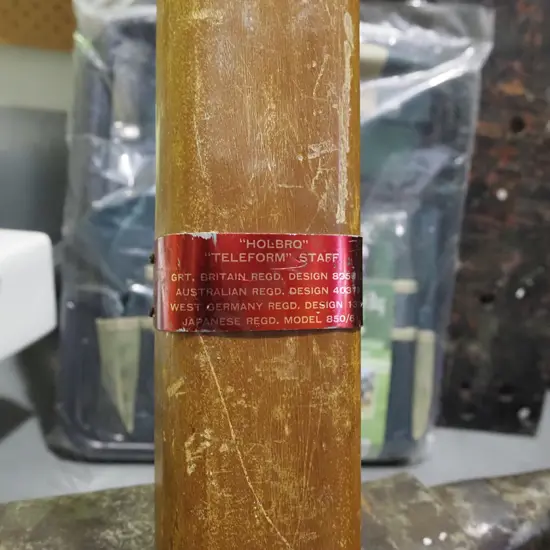 "HOLBRO"
"TELEFORM" STAFF
GRT. BRITAIN REGD. DESIGN
AUSTRALIAN REGD. DESIGN
WEST GERMANY REGD. DESIGN
JAPANESE REGD. MODEL